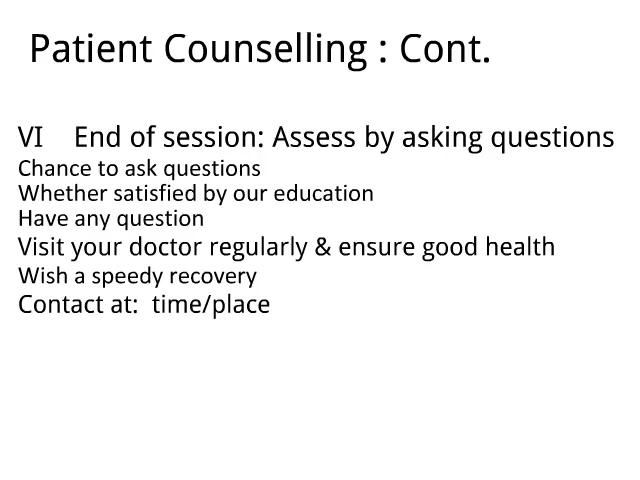 Patient Counselling : Cont.
VI End of session: Assess by asking questions
Chance to ask questions
Whether satisfied by our education
Have any question
Visit your doctor regularly & ensure good health
Wish a speedy recovery
Contact at: time/place